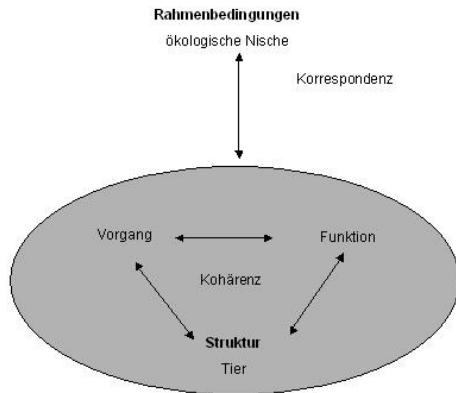 Rahmenbedingungen
ökologische Nische
Korrespondenz
Vorgang
Funktion
Kohärenz
Struktur
Tier